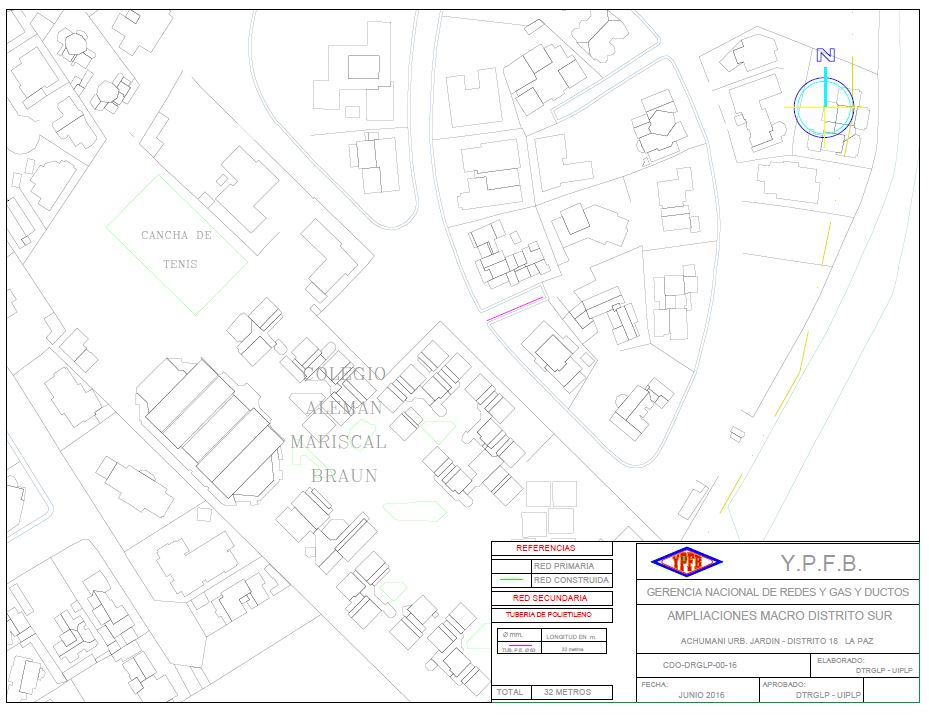 N
CANCHA DE
TENIS
COLEGIO
ALEMAN
MARISCAL
BRAUN
REFERENCIAS
RED PRIMARIA
RED CONSTRUIDA
RED SECUNDARIA
TUBERIA DE POLIETILENO
Ø mm. LONGITUD EN m.
TUB. P.E. Ø 63 32 metros
TOTAL 32 METROS
YPFB Y.P.F.B.
GERENCIA NACIONAL DE REDES Y GAS Y DUCTOS
AMPLIACIONES MACRO DISTRITO SUR
ACHUMANI URB. JARDIN - DISTRITO 18 LA PAZ
CDO-DRGLP-00-16
ELABORADO:
DTRGLP - UIPLP
FECHA:
JUNIO 2016
APROBADO:
DTRGLP - UIPLP